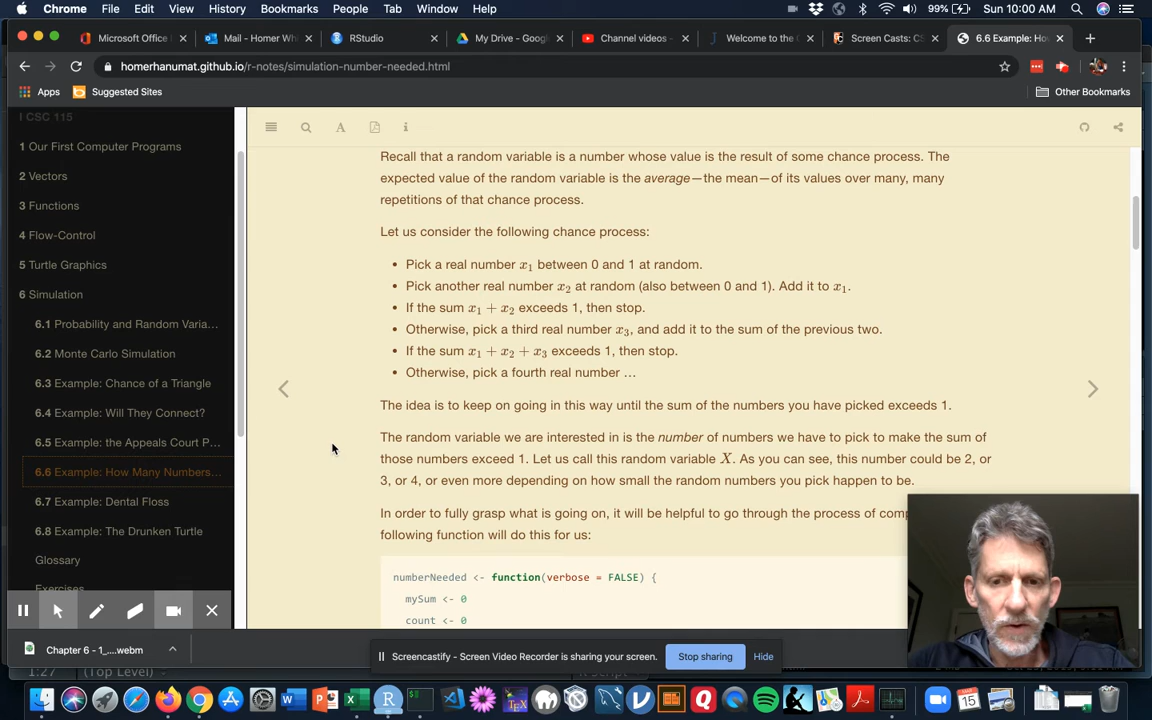 Chrome File Edit View History Bookmarks People Tab Window Help 99% Sun 10:00 AM
Microsoft Office Mail - Homer Wh RStudio My Drive - Goog Channel videos - Welcome to the Screen Casts: CS 6.6 Example: Ho
homerhanumat.github.io/r-notes/simulation-number-needed.html
Apps Suggested Sites Other Bookmarks
I CSC 115
1 Our First Computer Programs
2 Vectors
3 Functions
4 Flow-Control
5 Turtle Graphics
6 Simulation
6.1 Probability and Random Varia…
6.2 Monte Carlo Simulation
6.3 Example: Chance of a Triangle
6.4 Example: Will They Connect?
6.5 Example: the Appeals Court P…
6.6 Example: How Many Numbers…
6.7 Example: Dental Floss
6.8 Example: The Drunken Turtle
Glossary
Exercises
Recall that a random variable is a number whose value is the result of some chance process. The
expected value of the random variable is the average—the mean—of its values over many, many
repetitions of that chance process.
Let us consider the following chance process:
• Pick a real number x₁ between 0 and 1 at random.
• Pick another real number x₂ at random (also between 0 and 1). Add it to x₁.
• If the sum x₁ + x₂ exceeds 1, then stop.
• Otherwise, pick a third real number x₃, and add it to the sum of the previous two.
• If the sum x₁ + x₂ + x₃ exceeds 1, then stop.
• Otherwise, pick a fourth real number …
The idea is to keep on going in this way until the sum of the numbers you have picked exceeds 1.
The random variable we are interested in is the number of numbers we have to pick to make the sum of
those numbers exceed 1. Let us call this random variable X. As you can see, this number could be 2, or
3, or 4, or even more depending on how small the random numbers you pick happen to be.
In order to fully grasp what is going on, it will be helpful to go through the process of comp
following function will do this for us:
numberNeeded <- function(verbose = FALSE) {
mySum <- 0
count <- 0
Chapter 6 - 1_....webm
Screencastify - Screen Video Recorder is sharing your screen. Stop sharing Hide
1:27 (Top Level)